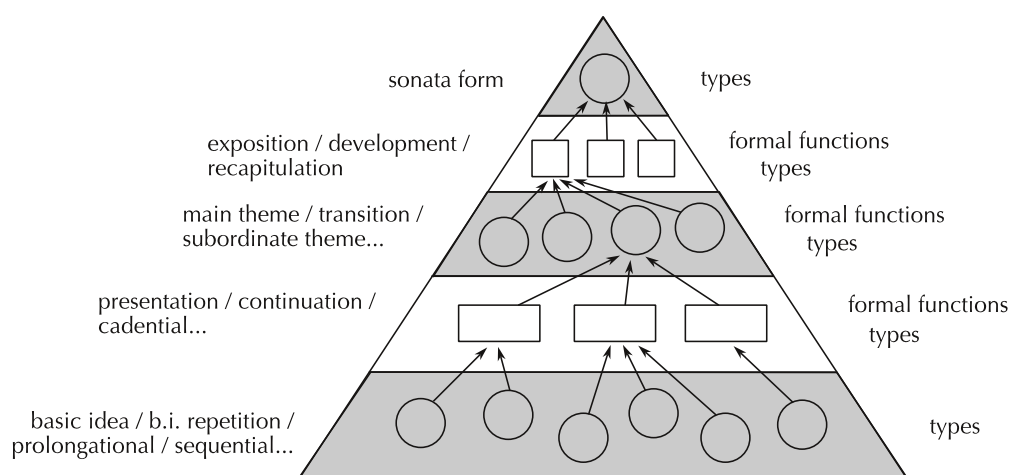 sonata form
types
exposition / development /
recapitulation
formal functions
types
main theme / transition /
subordinate theme...
formal functions
types
presentation / continuation /
cadential...
formal functions
types
basic idea / b.i. repetition /
prolongational / sequential...
types